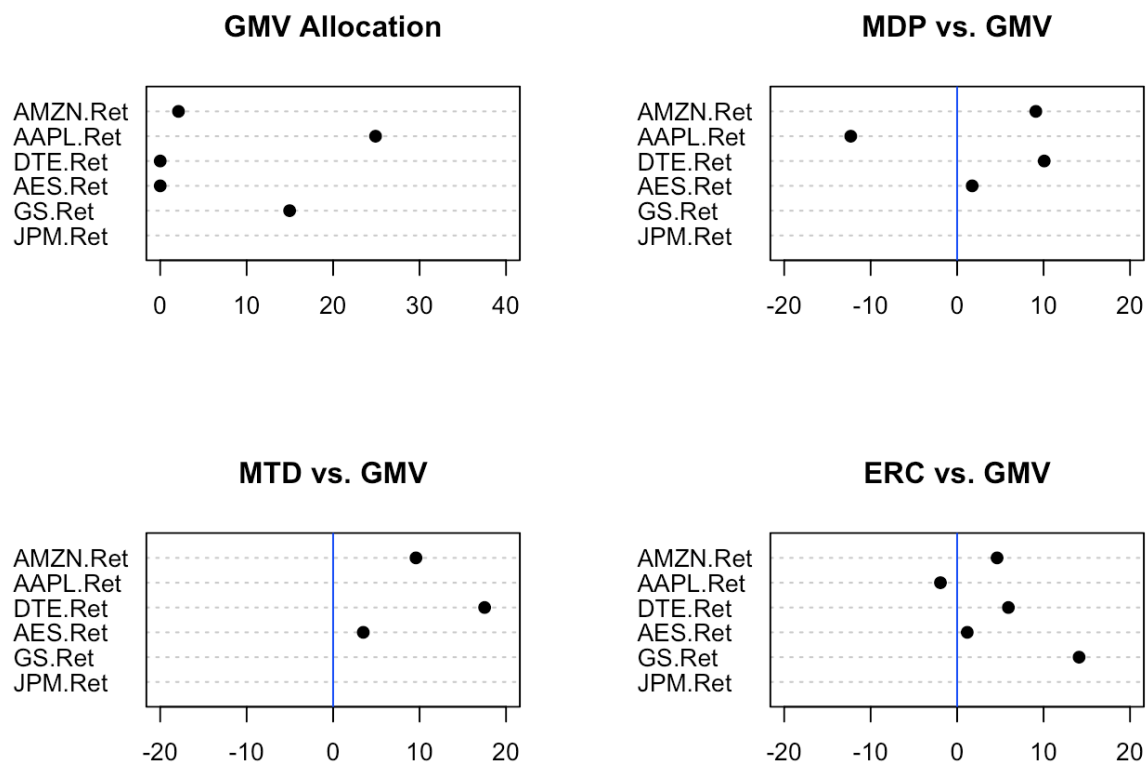 GMV Allocation
AMZN.Ret
AAPL.Ret
DTE.Ret
AES.Ret
GS.Ret
JPM.Ret
0 10 20 30 40
MDP vs. GMV
AMZN.Ret
AAPL.Ret
DTE.Ret
AES.Ret
GS.Ret
JPM.Ret
-20 -10 0 10 20
MTD vs. GMV
AMZN.Ret
AAPL.Ret
DTE.Ret
AES.Ret
GS.Ret
JPM.Ret
-20 -10 0 10 20
ERC vs. GMV
AMZN.Ret
AAPL.Ret
DTE.Ret
AES.Ret
GS.Ret
JPM.Ret
-20 -10 0 10 20